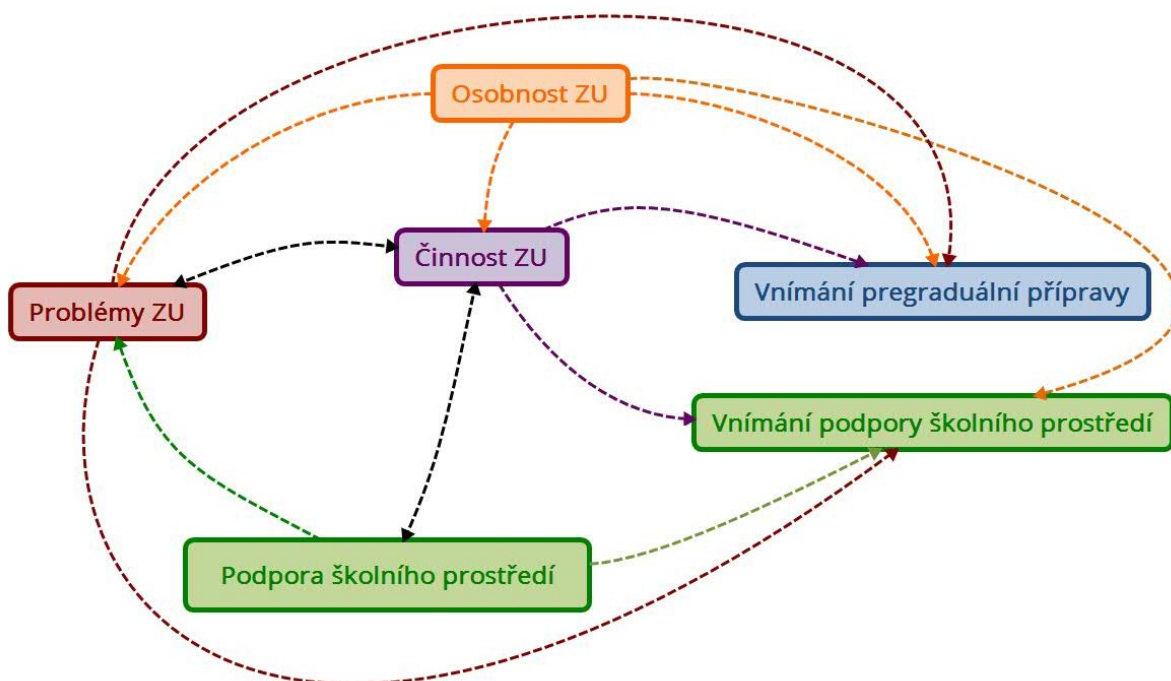 Osobnost ZU
Činnost ZU
Problémy ZU
Vnímání pregraduální přípravy
Vnímání podpory školního prostředí
Podpora školního prostředí